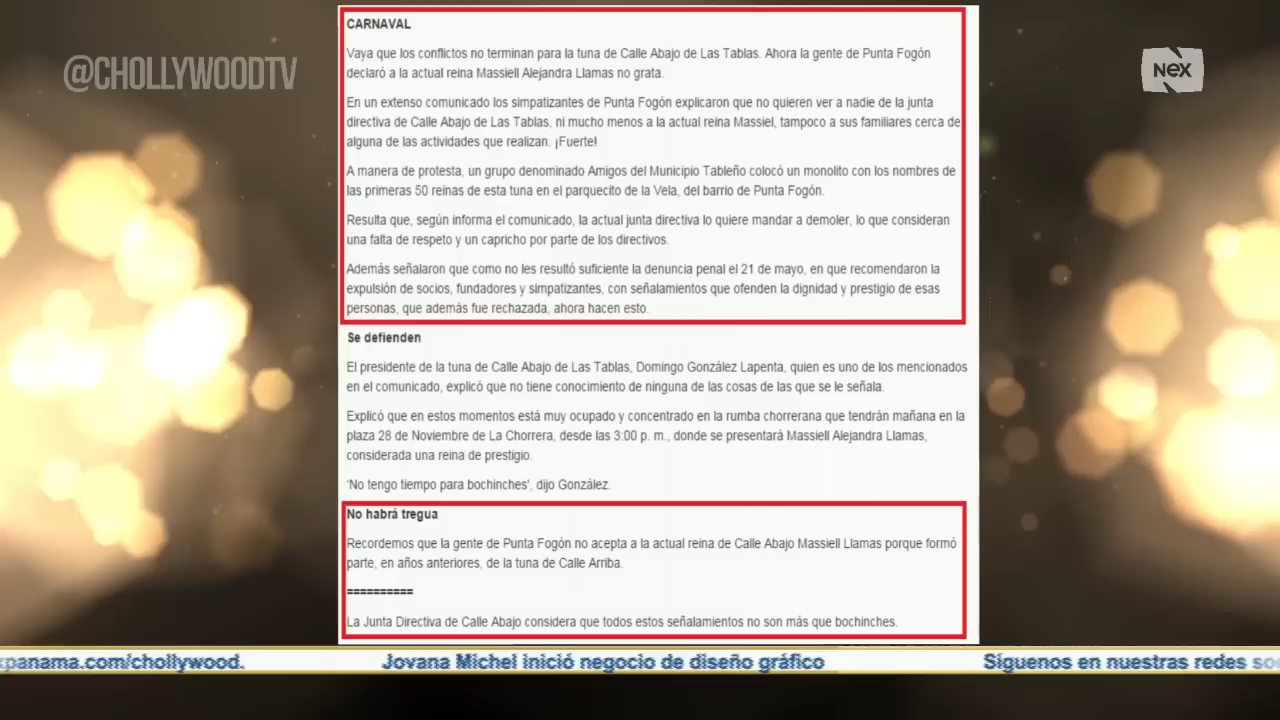 @CHOLLYWOODTV
nex
CARNAVAL
Vaya que los conflictos no terminan para la tuna de Calle Abajo de Las Tablas. Ahora la gente de Punta Fogón
declaró a la actual reina Massiell Alejandra Llamas no grata.
En un extenso comunicado los simpatizantes de Punta Fogón explicaron que no quieren ver a nadie de la junta
directiva de Calle Abajo de Las Tablas, ni mucho menos a la actual reina Massiel, tampoco a sus familiares cerca de
alguna de las actividades que realizan. ¡Fuerte!
A manera de protesta, un grupo denominado Amigos del Municipio Tableño colocó un monolito con los nombres de
las primeras 50 reinas de esta tuna en el parquecito de la Vela, del barrio de Punta Fogón.
Resulta que, según informa el comunicado, la actual junta directiva lo quiere mandar a demoler, lo que consideran
una falta de respeto y un capricho por parte de los directivos.
Además señalaron que como no les resultó suficiente la denuncia penal el 21 de mayo, en que recomendaron la
expulsión de socios, fundadores y simpatizantes, con señalamientos que ofenden la dignidad y prestigio de esas
personas, que además fue rechazada, ahora hacen esto.
Se defienden
El presidente de la tuna de Calle Abajo de Las Tablas, Domingo González Lapenta, quien es uno de los mencionados
en el comunicado, explicó que no tiene conocimiento de ninguna de las cosas de las que se le señala.
Explicó que en estos momentos está muy ocupado y concentrado en la rumba chorrerana que tendrán mañana en la
plaza 28 de Noviembre de La Chorrera, desde las 3:00 p. m., donde se presentará Massiell Alejandra Llamas,
considerada una reina de prestigio.
'No tengo tiempo para bochinches', dijo González.
No habrá tregua
Recordemos que la gente de Punta Fogón no acepta a la actual reina de Calle Abajo Massiell Llamas porque formó
parte, en años anteriores, de la tuna de Calle Arriba.
==========
La Junta Directiva de Calle Abajo considera que todos estos señalamientos no son más que bochinches.
xpanama.com/chollywood. Jovana Michel inició negocio de diseño gráfico Síguenos en nuestras redes so